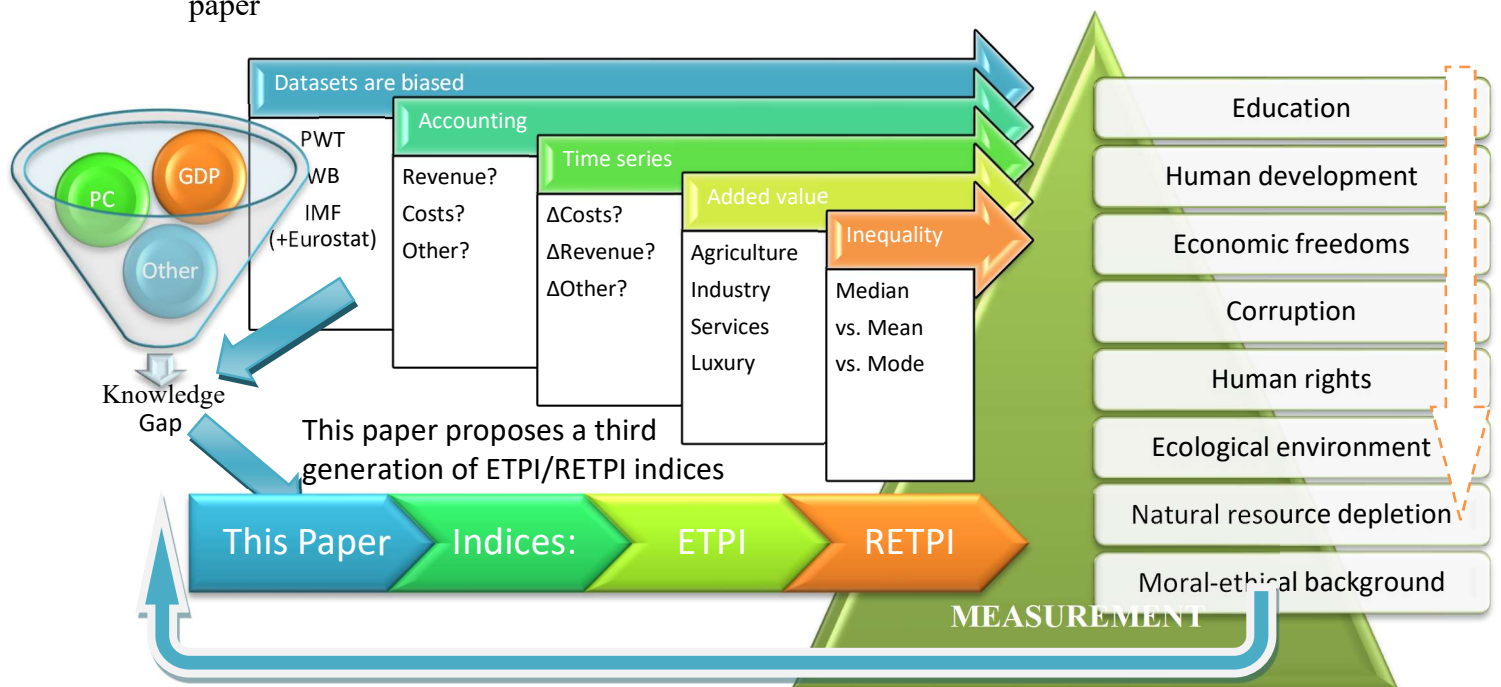 paper
Datasets are biased
PWT
WB
IMF
(+Eurostat)
Accounting
Revenue?
Costs?
Other?
Time series
ΔCosts?
ΔRevenue?
ΔOther?
Added value
Agriculture
Industry
Services
Luxury
Inequality
Median
vs. Mean
vs. Mode
PC
GDP
Other
Knowledge
Gap
This paper proposes a third
generation of ETPI/RETPI indices
This Paper
Indices:
ETPI
RETPI
Education
Human development
Economic freedoms
Corruption
Human rights
Ecological environment
Natural resource depletion
Moral-ethical background
MEASUREMENT